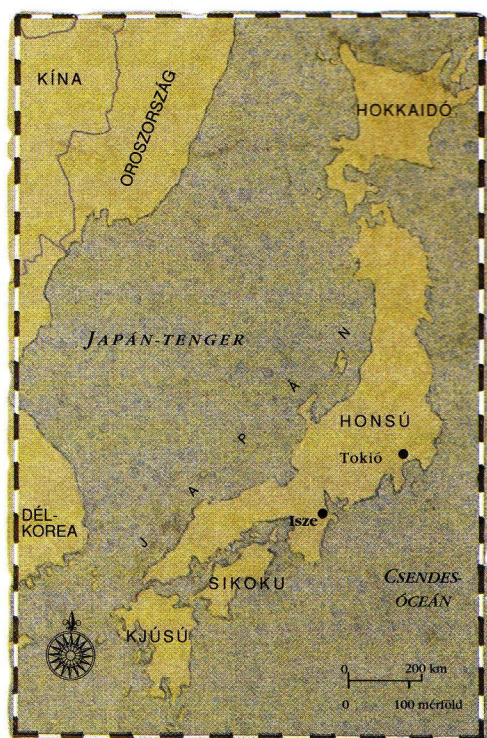 KÍNA
OROSZORSZÁG
HOKKAIDÓ
JAPÁN-TENGER
JAPÁN
HONSÚ
Tokió
DÉL-
KOREA
Isze
SIKOKU
CSENDES-
ÓCEÁN
KJÚSÚ
0 200 km
0 100 mérföld